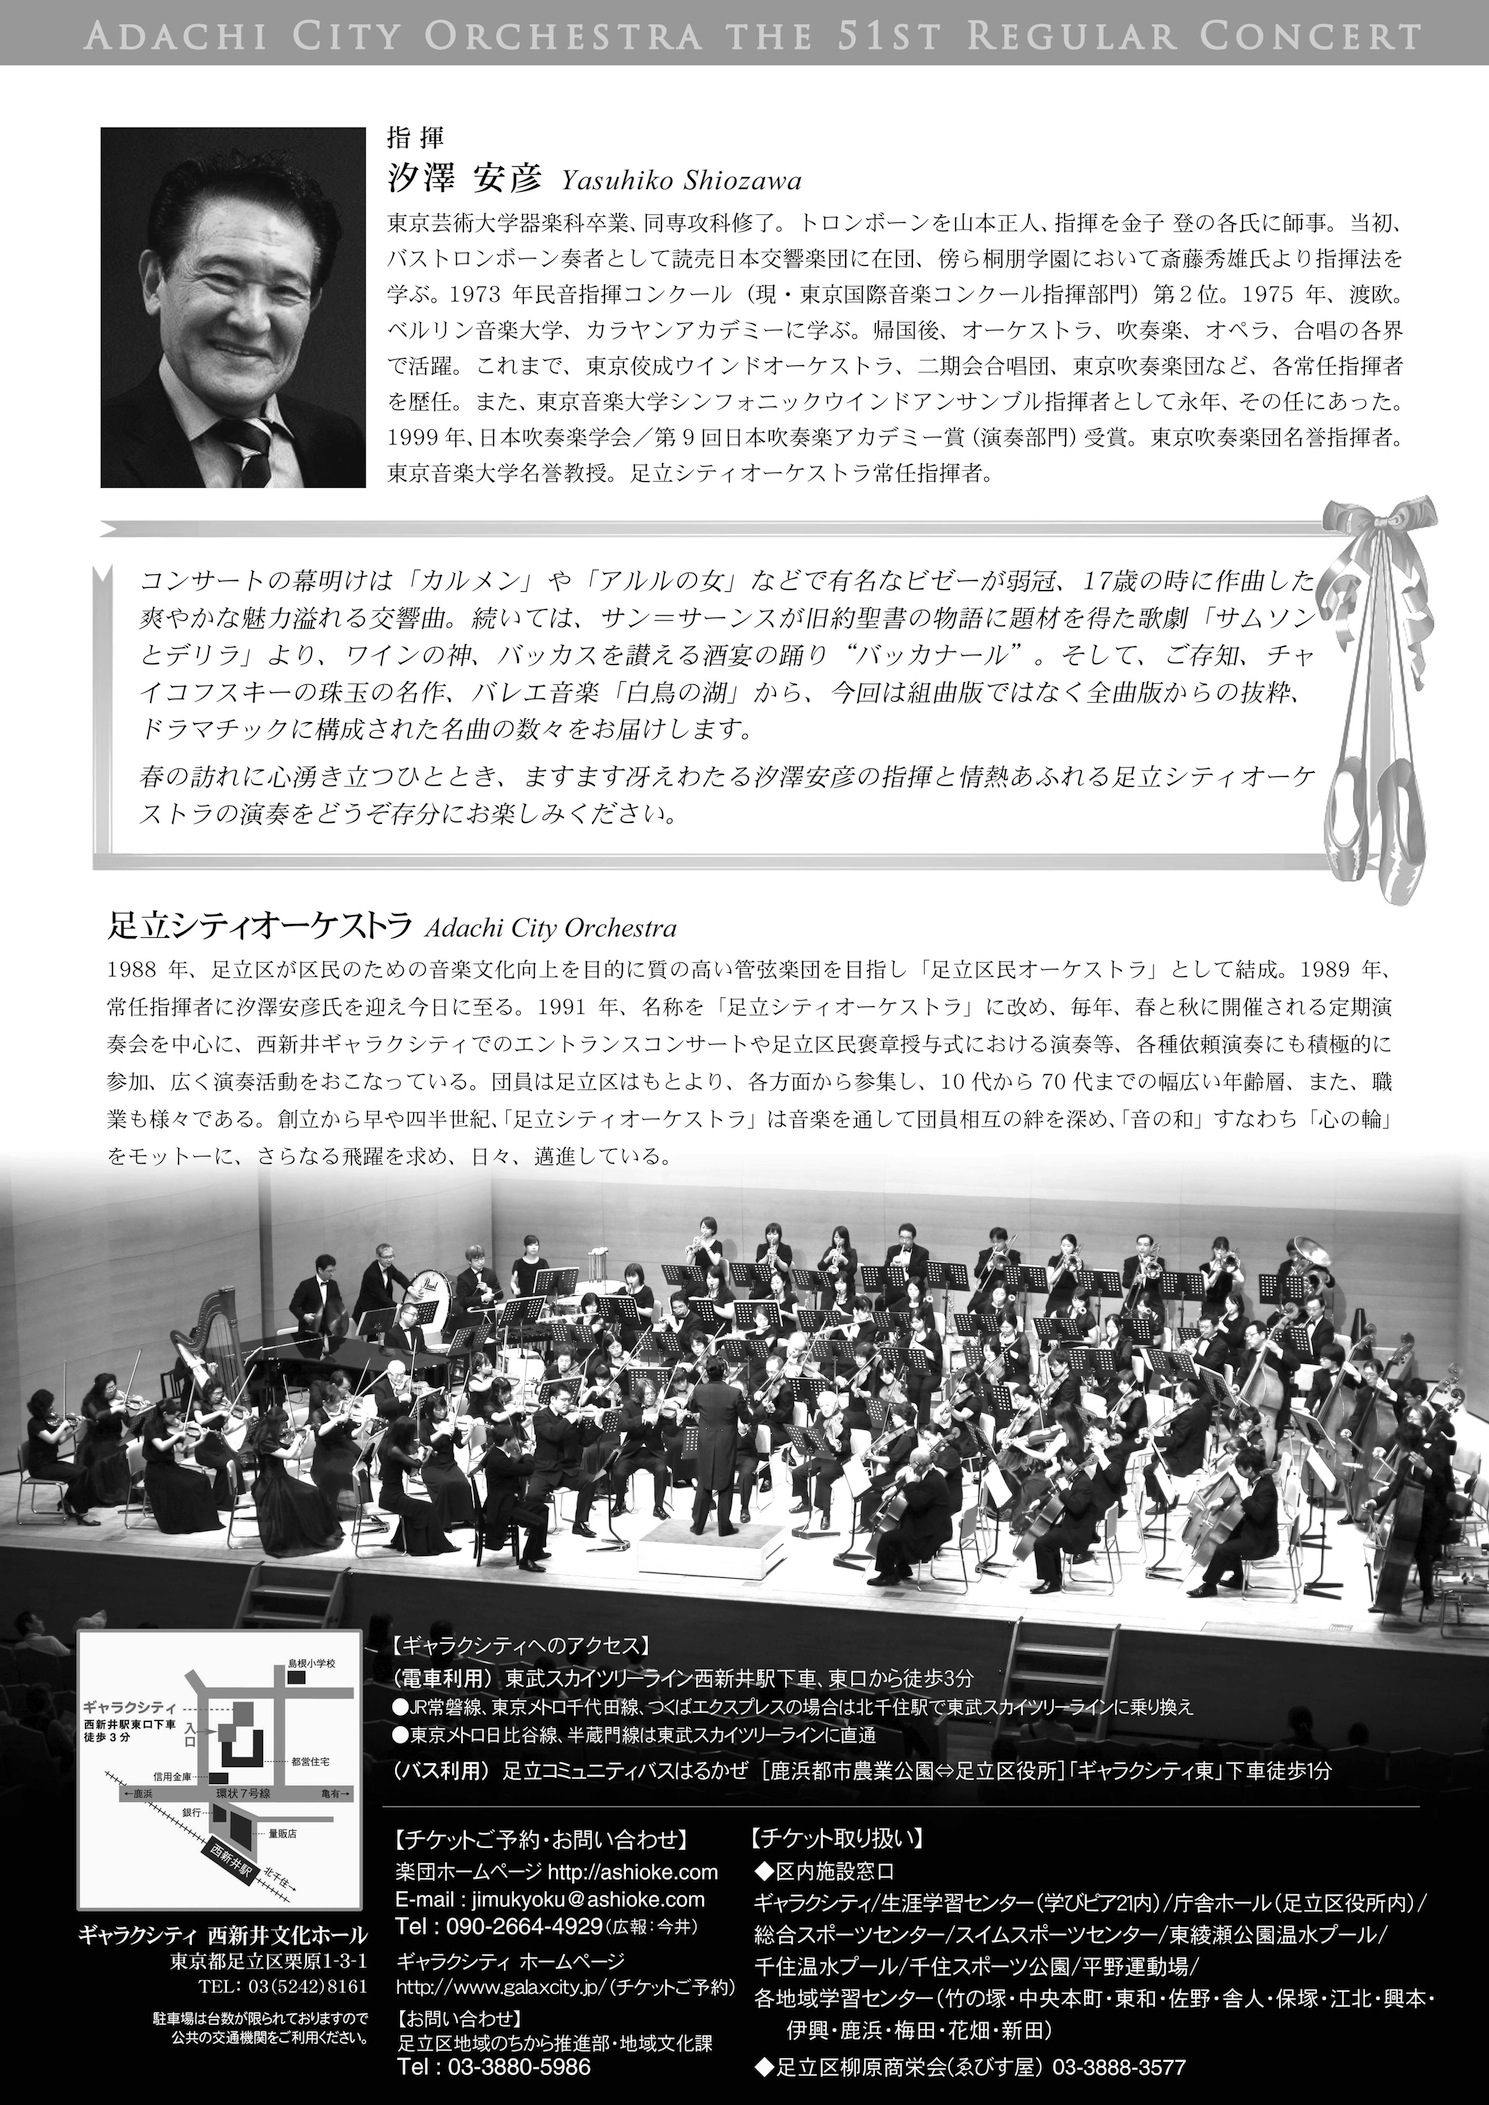 ADACHI CITY ORCHESTRA THE 51ST REGULAR CONCERT
指 揮
汐澤 安彦 Yasuhiko Shiozawa
東京芸術大学器楽科卒業、同専攻科修了。トロンボーンを山本正人、指揮を金子 登の各氏に師事。当初、
バストロンボーン奏者として読売日本交響楽団に在団、傍ら桐朋学園において斎藤秀雄氏より指揮法を
学ぶ。1973 年民音指揮コンクール（現・東京国際音楽コンクール指揮部門）第２位。1975 年、渡欧。
ベルリン音楽大学、カラヤンアカデミーに学ぶ。帰国後、オーケストラ、吹奏楽、オペラ、合唱の各界
で活躍。これまで、東京佼成ウインドオーケストラ、二期会合唱団、東京吹奏楽団など、各常任指揮者
を歴任。また、東京音楽大学シンフォニックウインドアンサンブル指揮者として永年、その任にあった。
1999 年、日本吹奏楽学会／第 9 回日本吹奏楽アカデミー賞（演奏部門）受賞。東京吹奏楽団名誉指揮者。
東京音楽大学名誉教授。足立シティオーケストラ常任指揮者。
コンサートの幕明けは「カルメン」や「アルルの女」などで有名なビゼーが弱冠、17歳の時に作曲した
爽やかな魅力溢れる交響曲。続いては、サン＝サーンスが旧約聖書の物語に題材を得た歌劇「サムソン
とデリラ」より、ワインの神、バッカスを讃える酒宴の踊り“バッカナール”。そして、ご存知、チャ
イコフスキーの珠玉の名作、バレエ音楽「白鳥の湖」から、今回は組曲版ではなく全曲版からの抜粋、
ドラマチックに構成された名曲の数々をお届けします。
春の訪れに心湧き立つひととき、ますます冴えわたる汐澤安彦の指揮と情熱あふれる足立シティオーケ
ストラの演奏をどうぞ存分にお楽しみください。
足立シティオーケストラ Adachi City Orchestra
1988 年、足立区が区民のための音楽文化向上を目的に質の高い管弦楽団を目指し「足立区民オーケストラ」として結成。1989 年、
常任指揮者に汐澤安彦氏を迎え今日に至る。1991 年、名称を「足立シティオーケストラ」に改め、毎年、春と秋に開催される定期演
奏会を中心に、西新井ギャラクシティでのエントランスコンサートや足立区民褒章授与式における演奏等、各種依頼演奏にも積極的に
参加、広く演奏活動をおこなっている。団員は足立区はもとより、各方面から参集し、10 代から 70 代までの幅広い年齢層、また、職
業も様々である。創立から早や四半世紀、「足立シティオーケストラ」は音楽を通して団員相互の絆を深め、「音の和」すなわち「心の輪」
をモットーに、さらなる飛躍を求め、日々、邁進している。
島根小学校
ギャラクシティ
西新井駅東口下車
徒歩３分
入口
都営住宅
信用金庫
←鹿浜
環状７号線
亀有→
銀行
量販店
西新井駅
北千住→
ギャラクシティ 西新井文化ホール
東京都足立区栗原1-3-1
TEL：03(5242)8161
駐車場は台数が限られておりますので
公共の交通機関をご利用ください。
【ギャラクシティへのアクセス】
（電車利用） 東武スカイツリーライン西新井駅下車、東口から徒歩3分
●JR常磐線、東京メトロ千代田線、つくばエクスプレスの場合は北千住駅で東武スカイツリーラインに乗り換え
●東京メトロ日比谷線、半蔵門線は東武スカイツリーラインに直通
（バス利用） 足立コミュニティバスはるかぜ ［鹿浜都市農業公園⇔足立区役所］「ギャラクシティ東」下車徒歩1分
【チケットご予約・お問い合わせ】
楽団ホームページ http://ashioke.com
E-mail : jimukyoku@ashioke.com
Tel : 090-2664-4929（広報：今井）
ギャラクシティ ホームページ
http://www.galaxcity.jp/（チケットご予約）
【お問い合わせ】
足立区地域のちから推進部・地域文化課
Tel : 03-3880-5986
【チケット取り扱い】
◆区内施設窓口
ギャラクシティ/生涯学習センター（学びピア21内）/庁舎ホール（足立区役所内）/
総合スポーツセンター/スイムスポーツセンター/東綾瀬公園温水プール/
千住温水プール/千住スポーツ公園/平野運動場/
各地域学習センター（竹の塚・中央本町・東和・佐野・舎人・保塚・江北・興本・
伊興・鹿浜・梅田・花畑・新田）
◆足立区柳原商栄会（ゑびす屋） 03-3888-3577